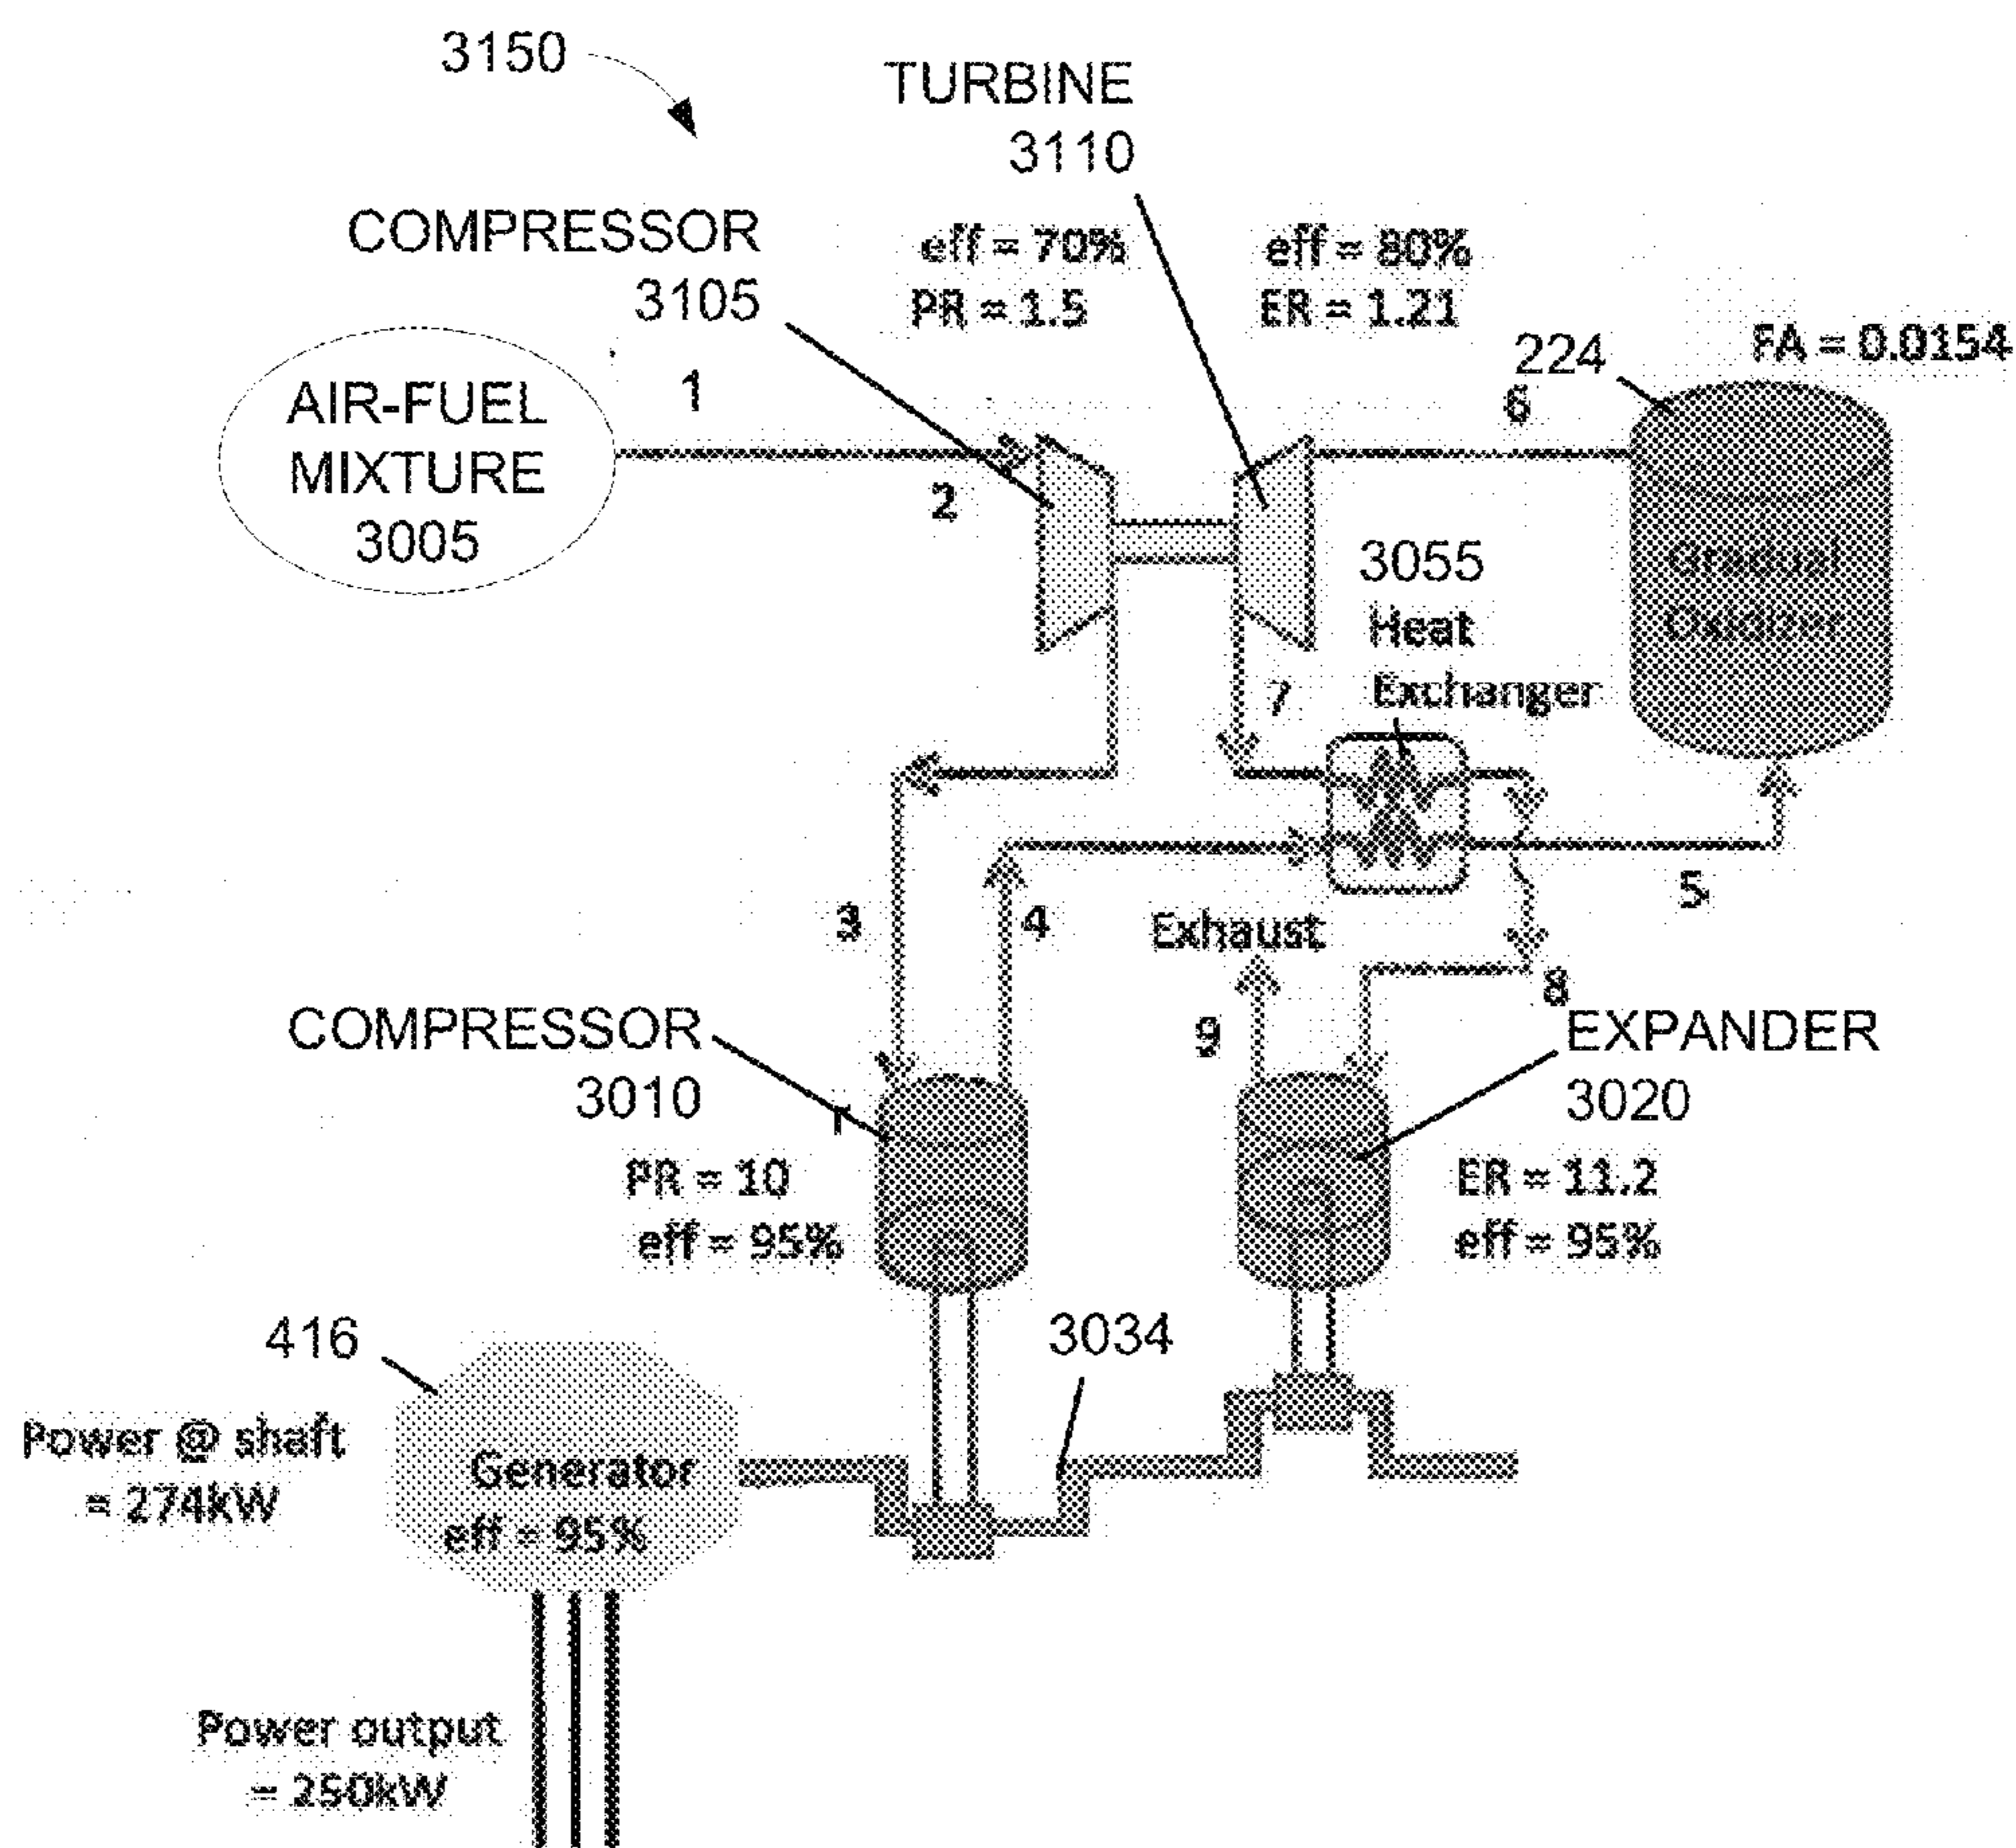 3150
TURBINE
3110
COMPRESSOR
3105
eff = 70%
PR = 1.5
eff = 80%
ER = 1.21
224
FA = 0.0154
AIR-FUEL
MIXTURE
3005
1
2
6
3055
Heat
Exchanger
Gradual
Oxidizer
7
3
4
5
Exhaust
8
9
COMPRESSOR
3010
EXPANDER
3020
PR = 10
eff = 95%
ER = 11.2
eff = 95%
416
3034
Power @ shaft
= 274kW
Generator
eff = 95%
Power output
= 250kW